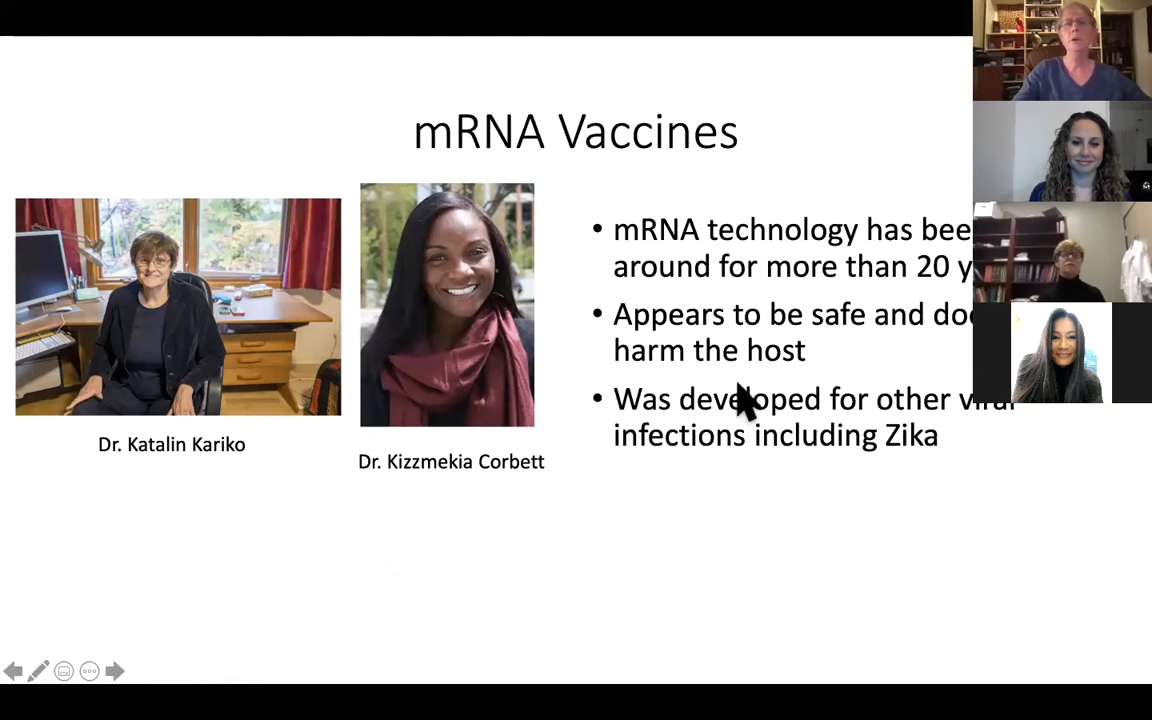 mRNA Vaccines
• mRNA technology has bee
around for more than 20 y
• Appears to be safe and do
harm the host
• Was developed for other viral
infections including Zika
Dr. Katalin Kariko
Dr. Kizzmekia Corbett